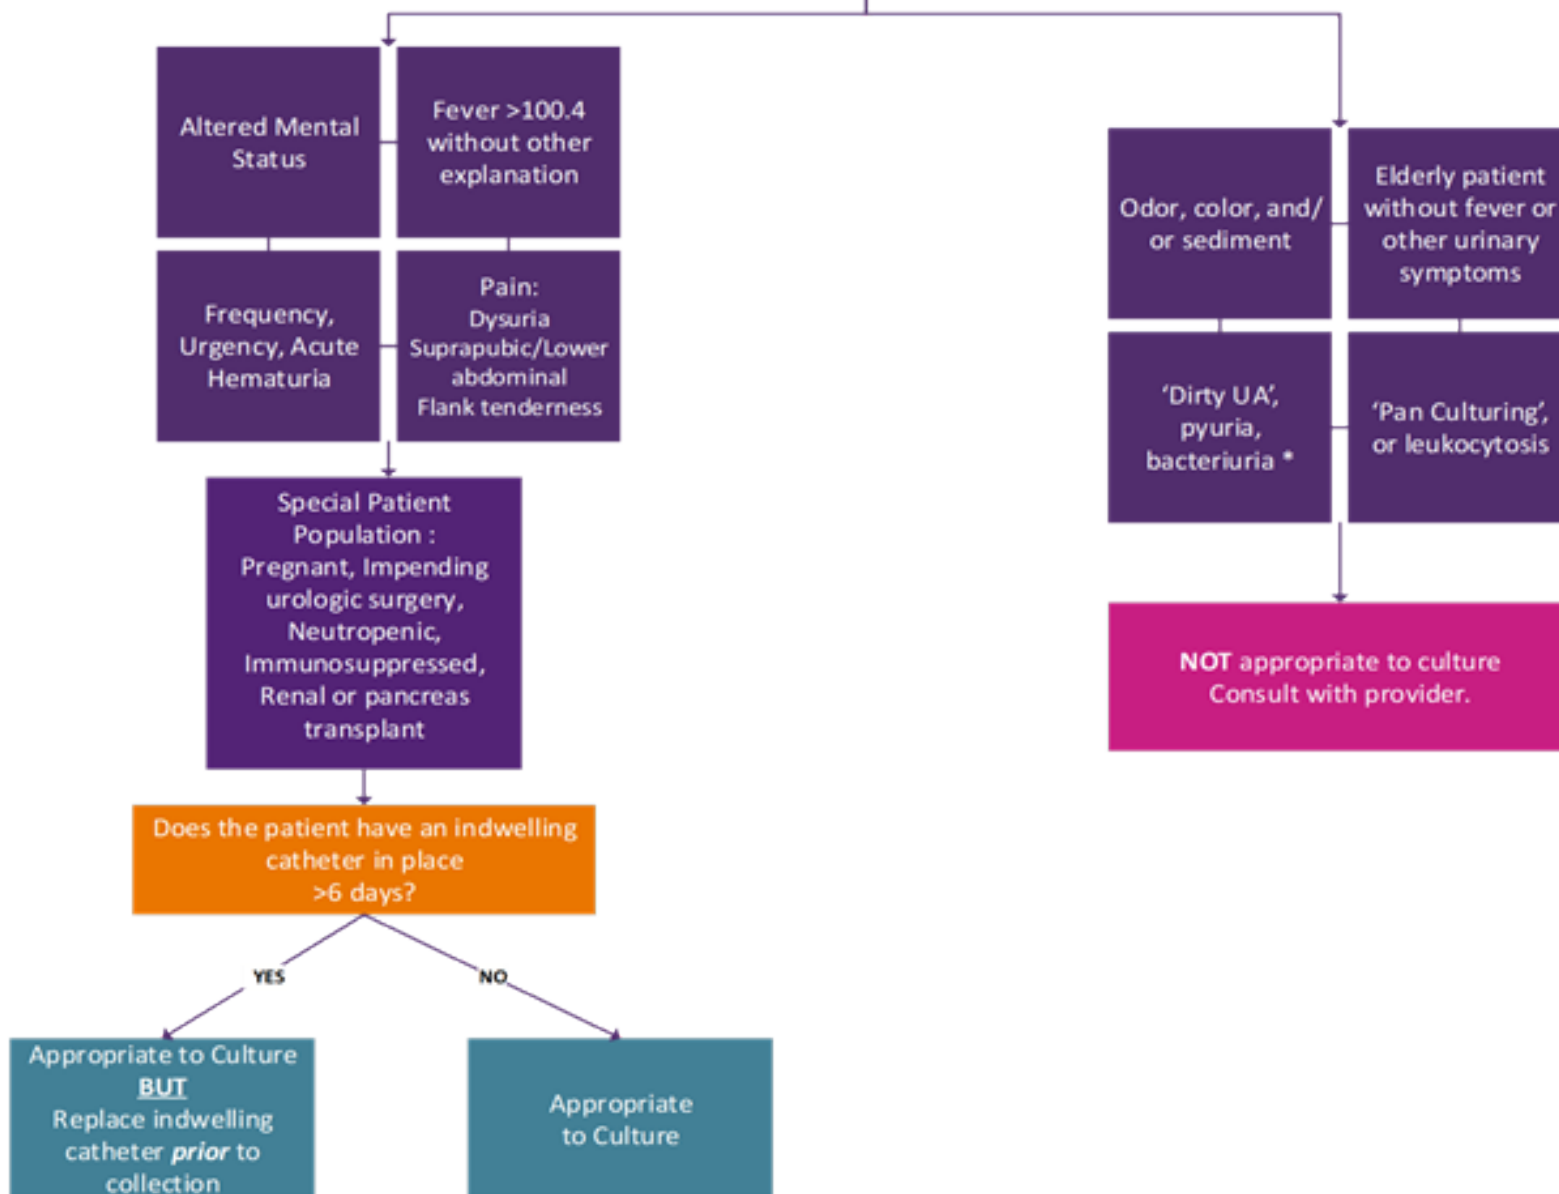 Altered Mental
Status
Fever >100.4
without other
explanation
Frequency,
Urgency, Acute
Hematuria
Pain:
Dysuria
Suprapubic/Lower
abdominal
Flank tenderness
Special Patient
Population :
Pregnant, Impending
urologic surgery,
Neutropenic,
Immunosuppressed,
Renal or pancreas
transplant
Does the patient have an indwelling
catheter in place
>6 days?
YES
NO
Appropriate to Culture
BUT
Replace indwelling
catheter prior to
collection
Appropriate
to Culture
Odor, color, and/
or sediment
Elderly patient
without fever or
other urinary
symptoms
‘Dirty UA’,
pyuria,
bacteriuria *
‘Pan Culturing’,
or leukocytosis
NOT appropriate to culture
Consult with provider.